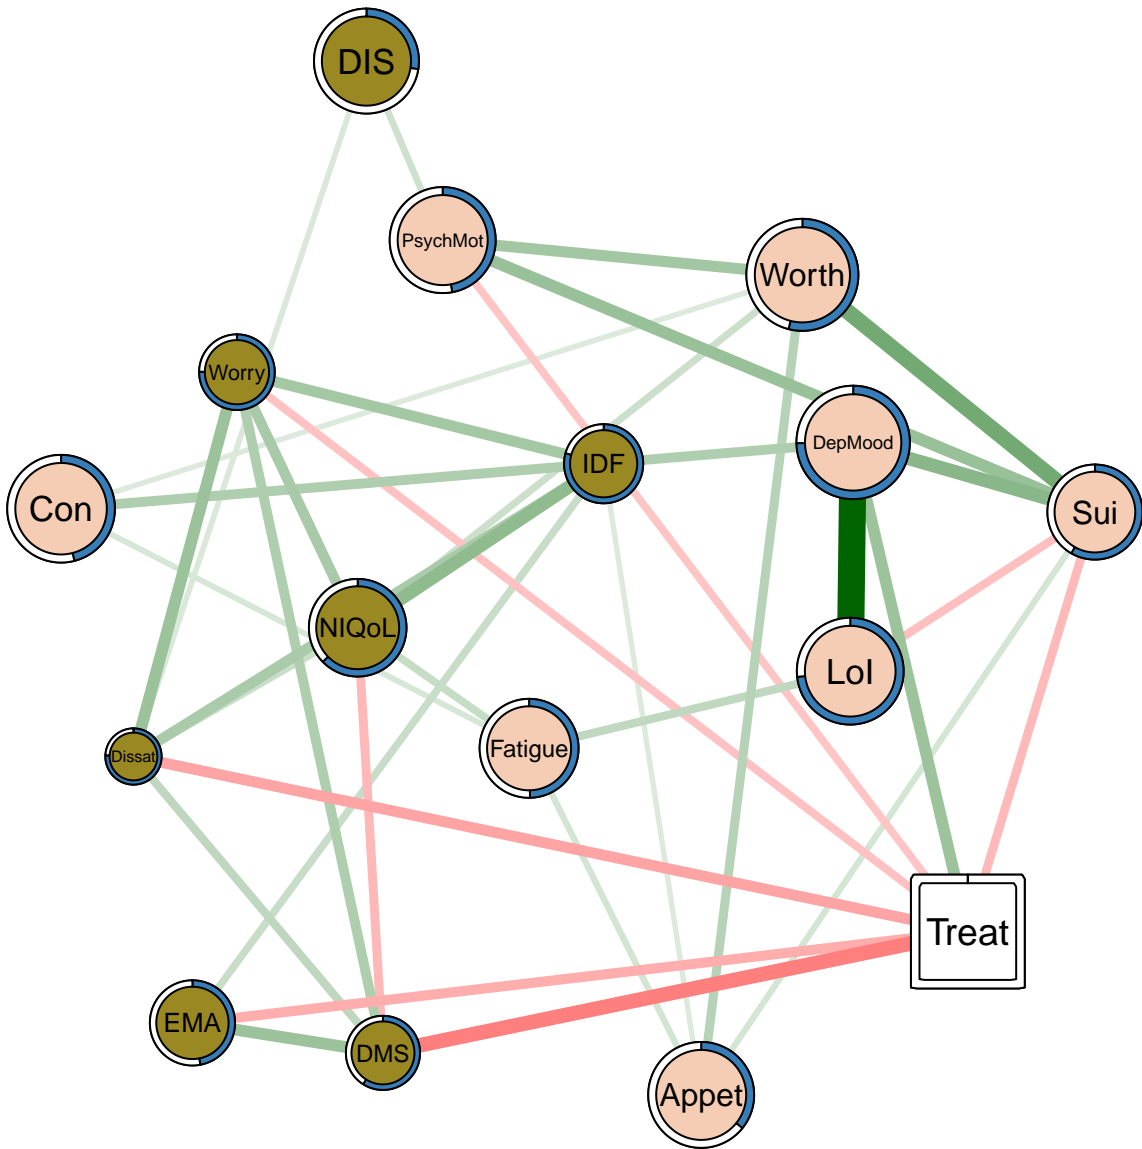 DIS
PsychMot
Worth
Worry
DepMood
IDF
Con
Sui
NIQoL
LoI
Fatigue
Dissat
Treat
EMA
DMS
Appet